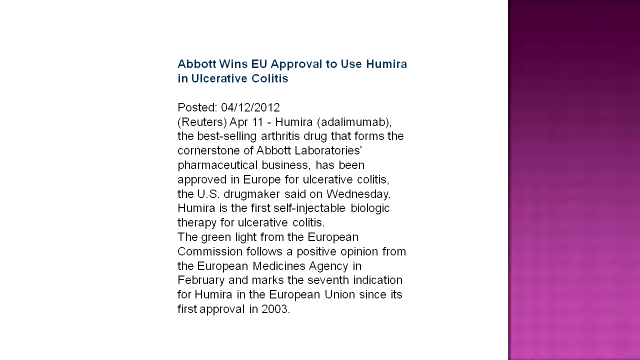 Abbott Wins EU Approval to Use Humira
in Ulcerative Colitis
Posted: 04/12/2012
(Reuters) Apr 11 - Humira (adalimumab),
the best-selling arthritis drug that forms the
cornerstone of Abbott Laboratories'
pharmaceutical business, has been
approved in Europe for ulcerative colitis,
the U.S. drugmaker said on Wednesday.
Humira is the first self-injectable biologic
therapy for ulcerative colitis.
The green light from the European
Commission follows a positive opinion from
the European Medicines Agency in
February and marks the seventh indication
for Humira in the European Union since its
first approval in 2003.